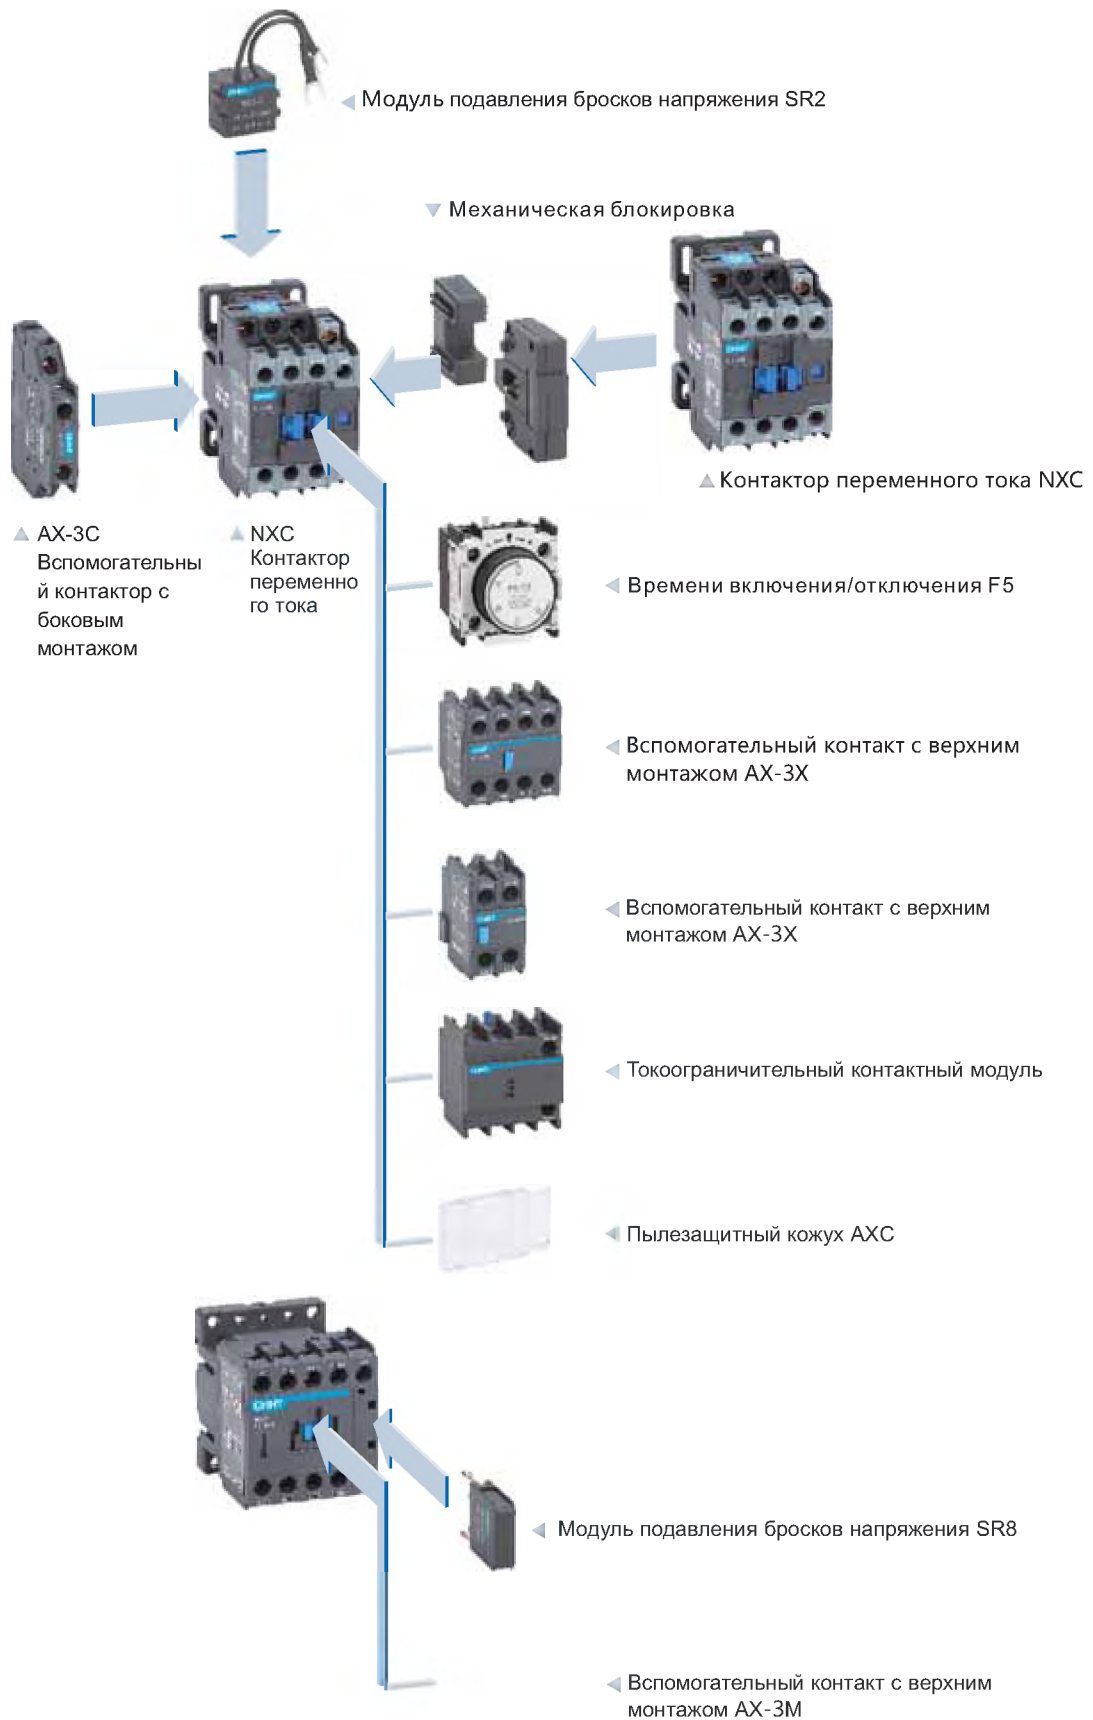 Модуль подавления бросков напряжения SR2
Механическая блокировка
Контактор переменного тока NXC
AX-3C
Вспомогательны
й контактор с
боковым
монтажом
NXC
Контактор
переменно
го тока
Времени включения/отключения F5
Вспомогательный контакт с верхним
монтажом AX-3X
Вспомогательный контакт с верхним
монтажом AX-3X
Токоограничительный контактный модуль
Пылезащитный кожух AXC
CHNT
Модуль подавления бросков напряжения SR8
Вспомогательный контакт с верхним
монтажом AX-3M